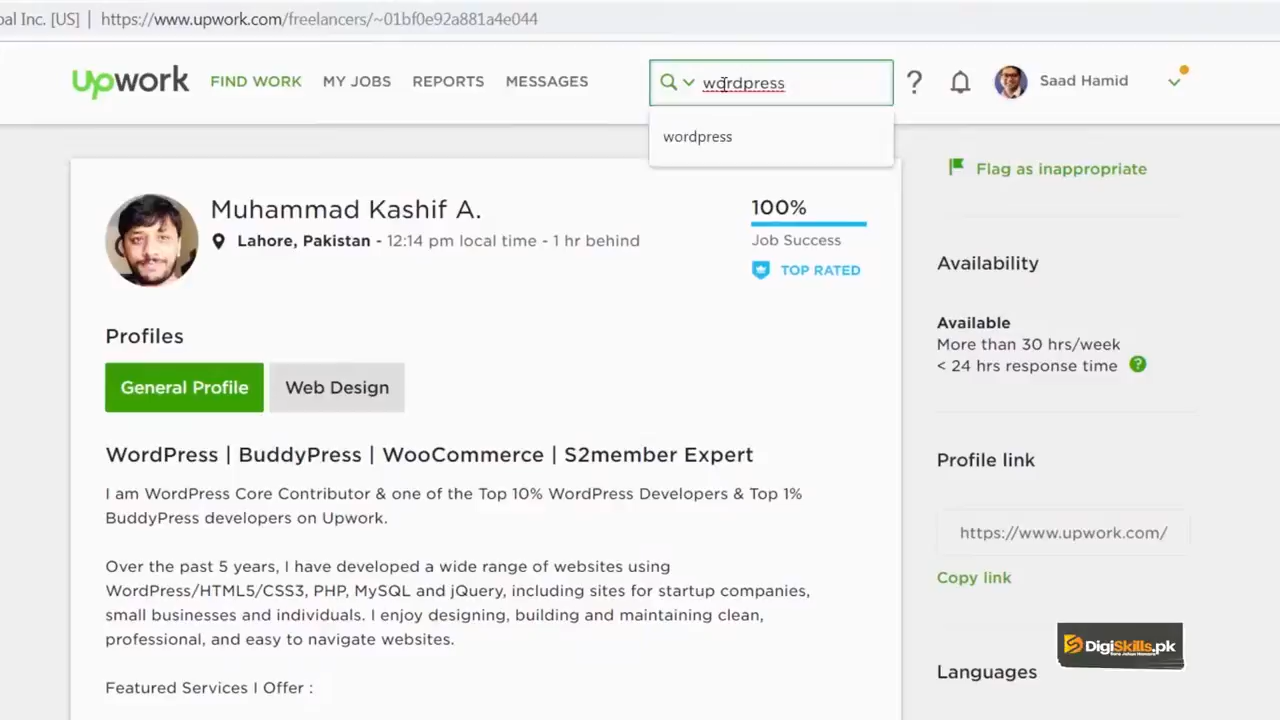 bal Inc. [US] | https://www.upwork.com/freelancers/~01bf0e92a881a4e044
upwork FIND WORK MY JOBS REPORTS MESSAGES wordpress ? Saad Hamid
wordpress
Flag as inappropriate
Muhammad Kashif A.
Lahore, Pakistan - 12:14 pm local time - 1 hr behind
100%
Job Success
TOP RATED
Availability
Available
More than 30 hrs/week
< 24 hrs response time ?
Profiles
General Profile Web Design
WordPress | BuddyPress | WooCommerce | S2member Expert
I am WordPress Core Contributor & one of the Top 10% WordPress Developers & Top 1%
BuddyPress developers on Upwork.
Over the past 5 years, I have developed a wide range of websites using
WordPress/HTML5/CSS3, PHP, MySQL and jQuery, including sites for startup companies,
small businesses and individuals. I enjoy designing, building and maintaining clean,
professional, and easy to navigate websites.
Featured Services I Offer :
Profile link
https://www.upwork.com/
Copy link
DigiSkills.pk
Languages